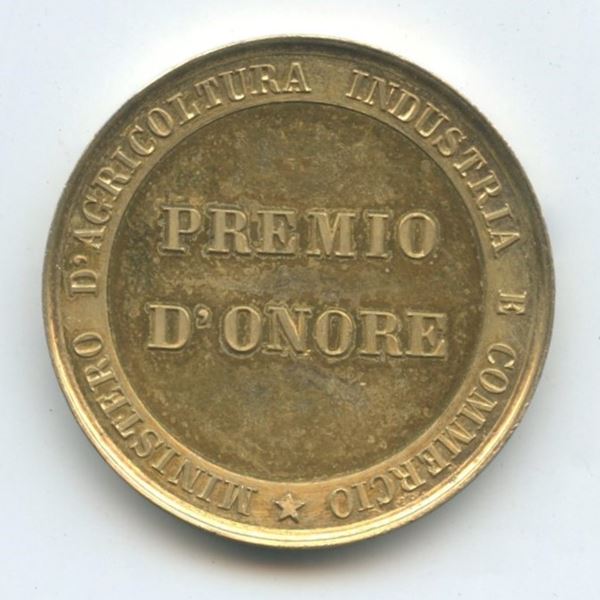 MINISTERO D'AGRICOLTURA INDUSTRIA E COMMERCIO
PREMIO
D'ONORE